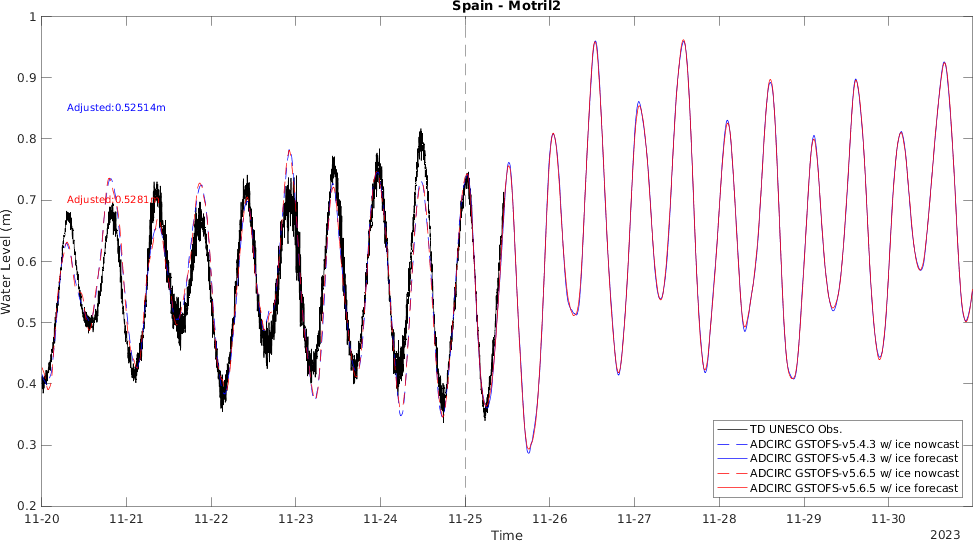 Spain - Motril2
1
0.9
0.8
0.7
0.6
0.5
0.4
0.3
0.2
Water Level (m)
Adjusted:0.52514m
Adjusted:0.5281
TD UNESCO Obs.
ADCIRC GSTOFS-v5.4.3 w/ ice nowcast
ADCIRC GSTOFS-v5.4.3 w/ ice forecast
ADCIRC GSTOFS-v5.6.5 w/ ice nowcast
ADCIRC GSTOFS-v5.6.5 w/ ice forecast
11-20 11-21 11-22 11-23 11-24 11-25 11-26 11-27 11-28 11-29 11-30
Time
2023